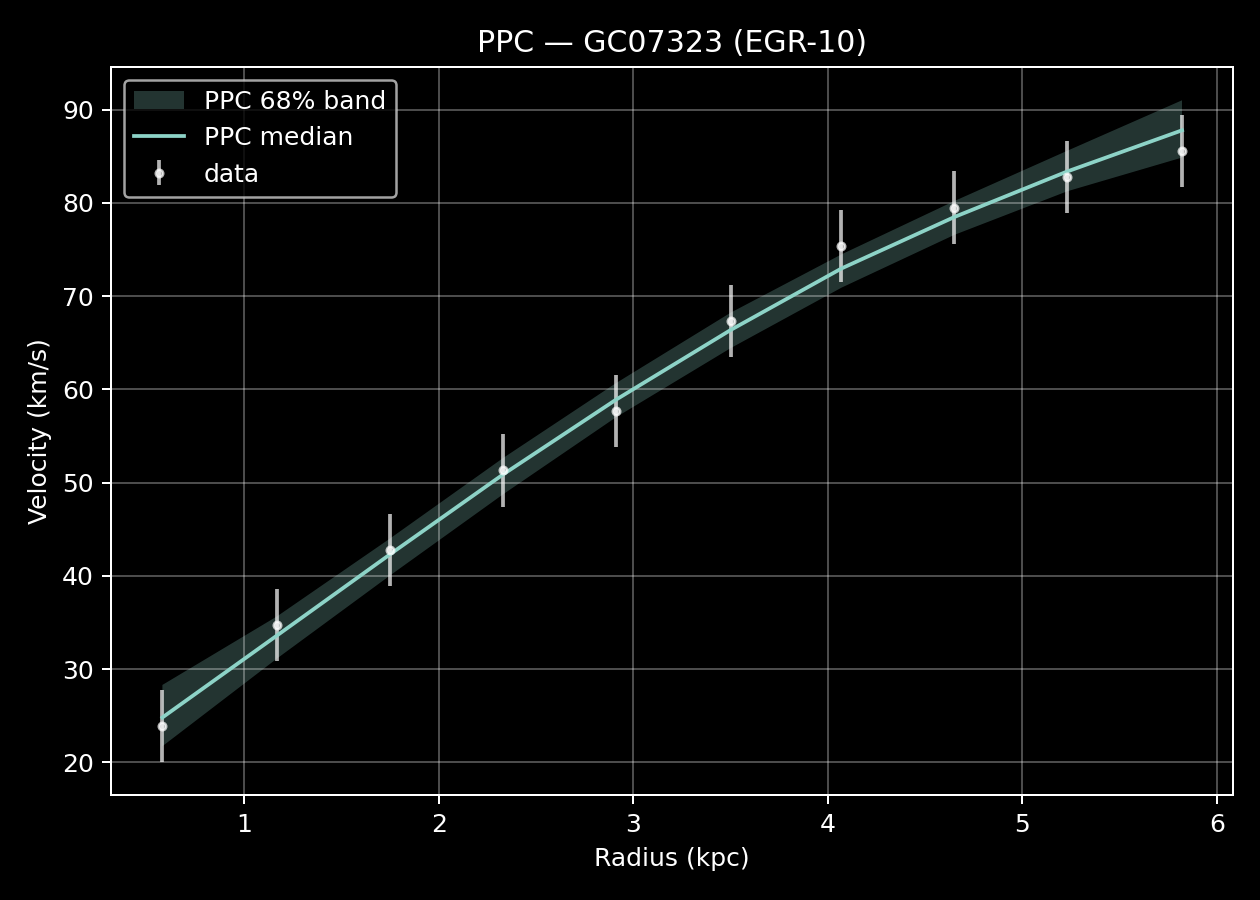 PPC — GC07323 (EGR-10)
PPC 68% band
PPC median
data
90
80
70
60
50
40
30
20
Velocity (km/s)
1 2 3 4 5 6
Radius (kpc)